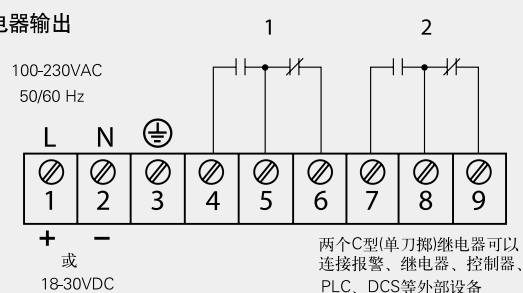 电器输出
1
2
100-230VAC
50/60 Hz
L N
1 2 3 4 5 6 7 8 9
+ −
或
18-30VDC
两个C型(单刀掷)继电器可以
连接报警、继电器、控制器、
PLC、DCS等外部设备